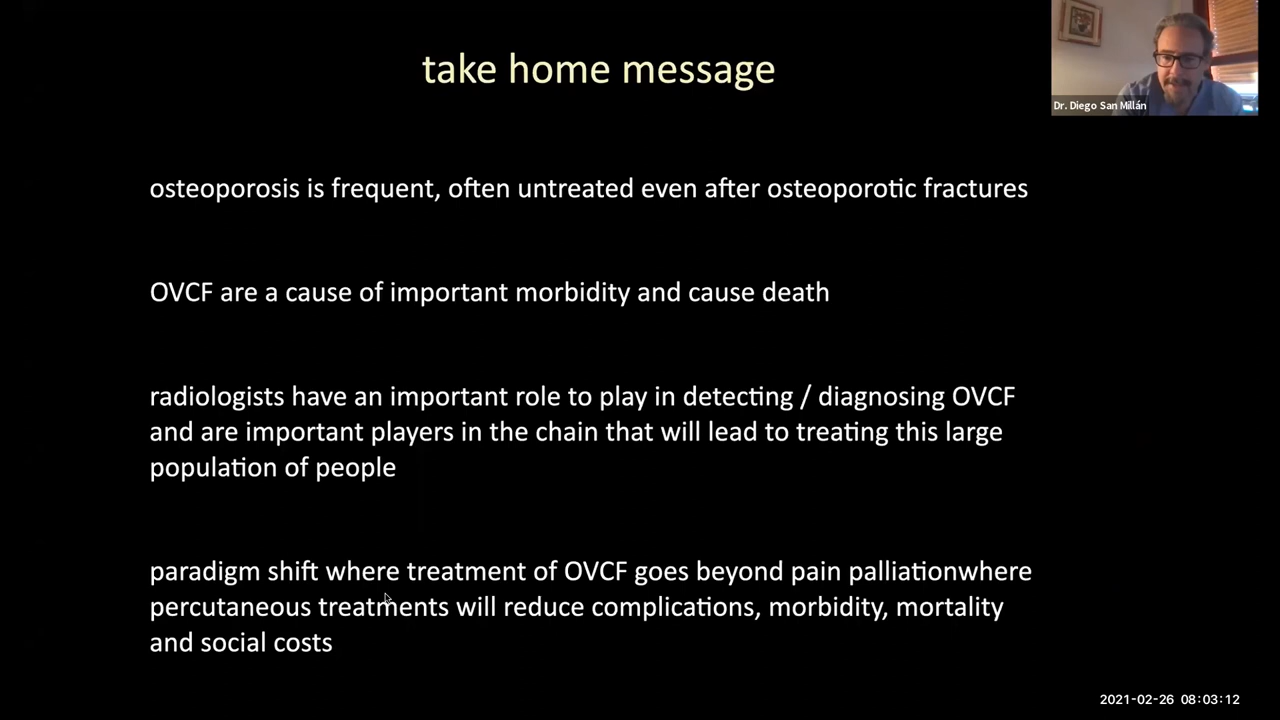 take home message
Dr. Diego San Millán
osteoporosis is frequent, often untreated even after osteoporotic fractures
OVCF are a cause of important morbidity and cause death
radiologists have an important role to play in detecting / diagnosing OVCF
and are important players in the chain that will lead to treating this large
population of people
paradigm shift where treatment of OVCF goes beyond pain palliationwhere
percutaneous treatments will reduce complications, morbidity, mortality
and social costs
2021-02-26 08:03:12